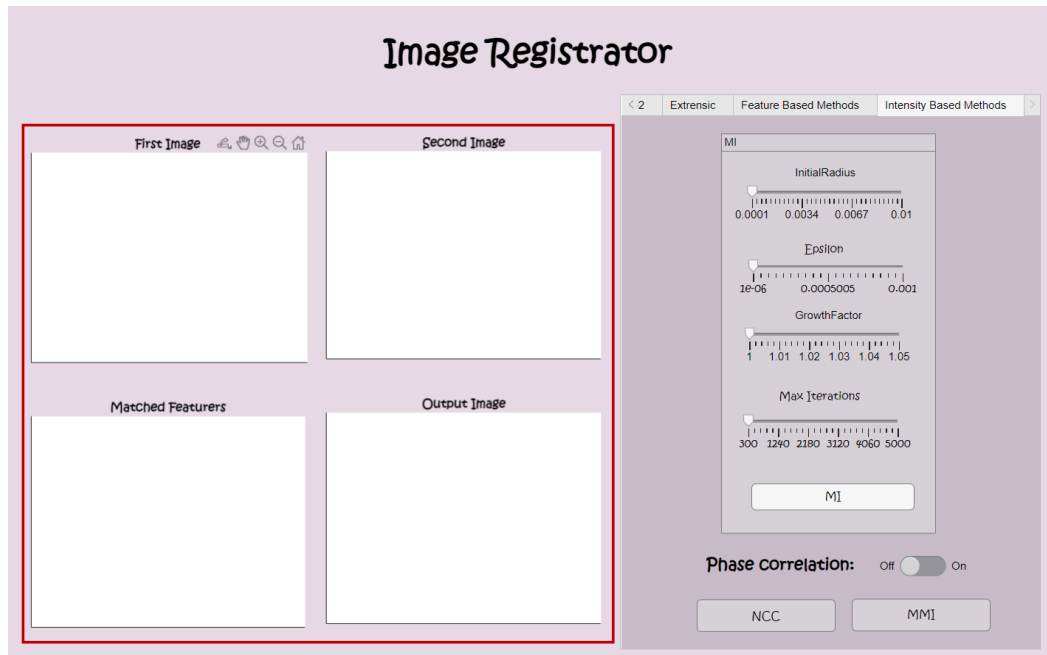 Image Registrator
< 2 Extrensic Feature Based Methods Intensity Based Methods >
First Image
Second Image
Matched Featurers
Output Image
MI
InitialRadius
0.0001 0.0034 0.0067 0.01
Epsilon
1e-06 0.0005005 0.001
GrowthFactor
1 1.01 1.02 1.03 1.04 1.05
Max Iterations
300 1240 2180 3120 4060 5000
MI
Phase correlation: Off On
NCC MMI